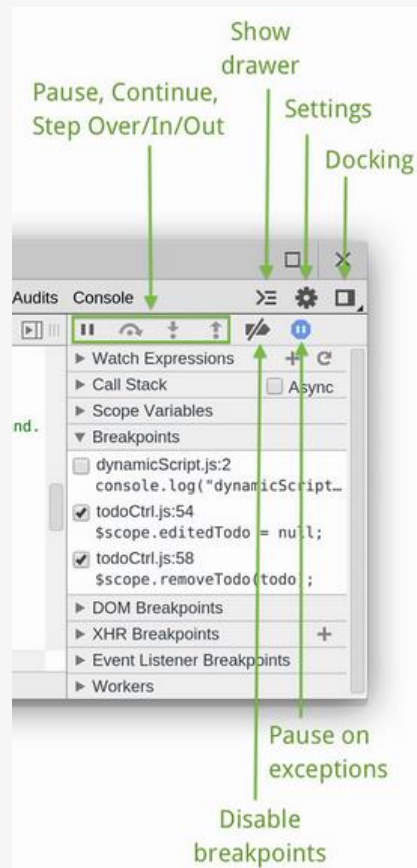 Show
drawer
Pause, Continue,
Step Over/In/Out
Settings
Docking
Audits Console
▶ Watch Expressions
▶ Call Stack Async
▶ Scope Variables
nd.
▼ Breakpoints
dynamicScript.js:2
console.log("dynamicScript…
todoCtrl.js:54
$scope.editedTodo = null;
todoCtrl.js:58
$scope.removeTodo(todo);
▶ DOM Breakpoints
▶ XHR Breakpoints
▶ Event Listener Breakpoints
▶ Workers
Pause on
exceptions
Disable
breakpoints